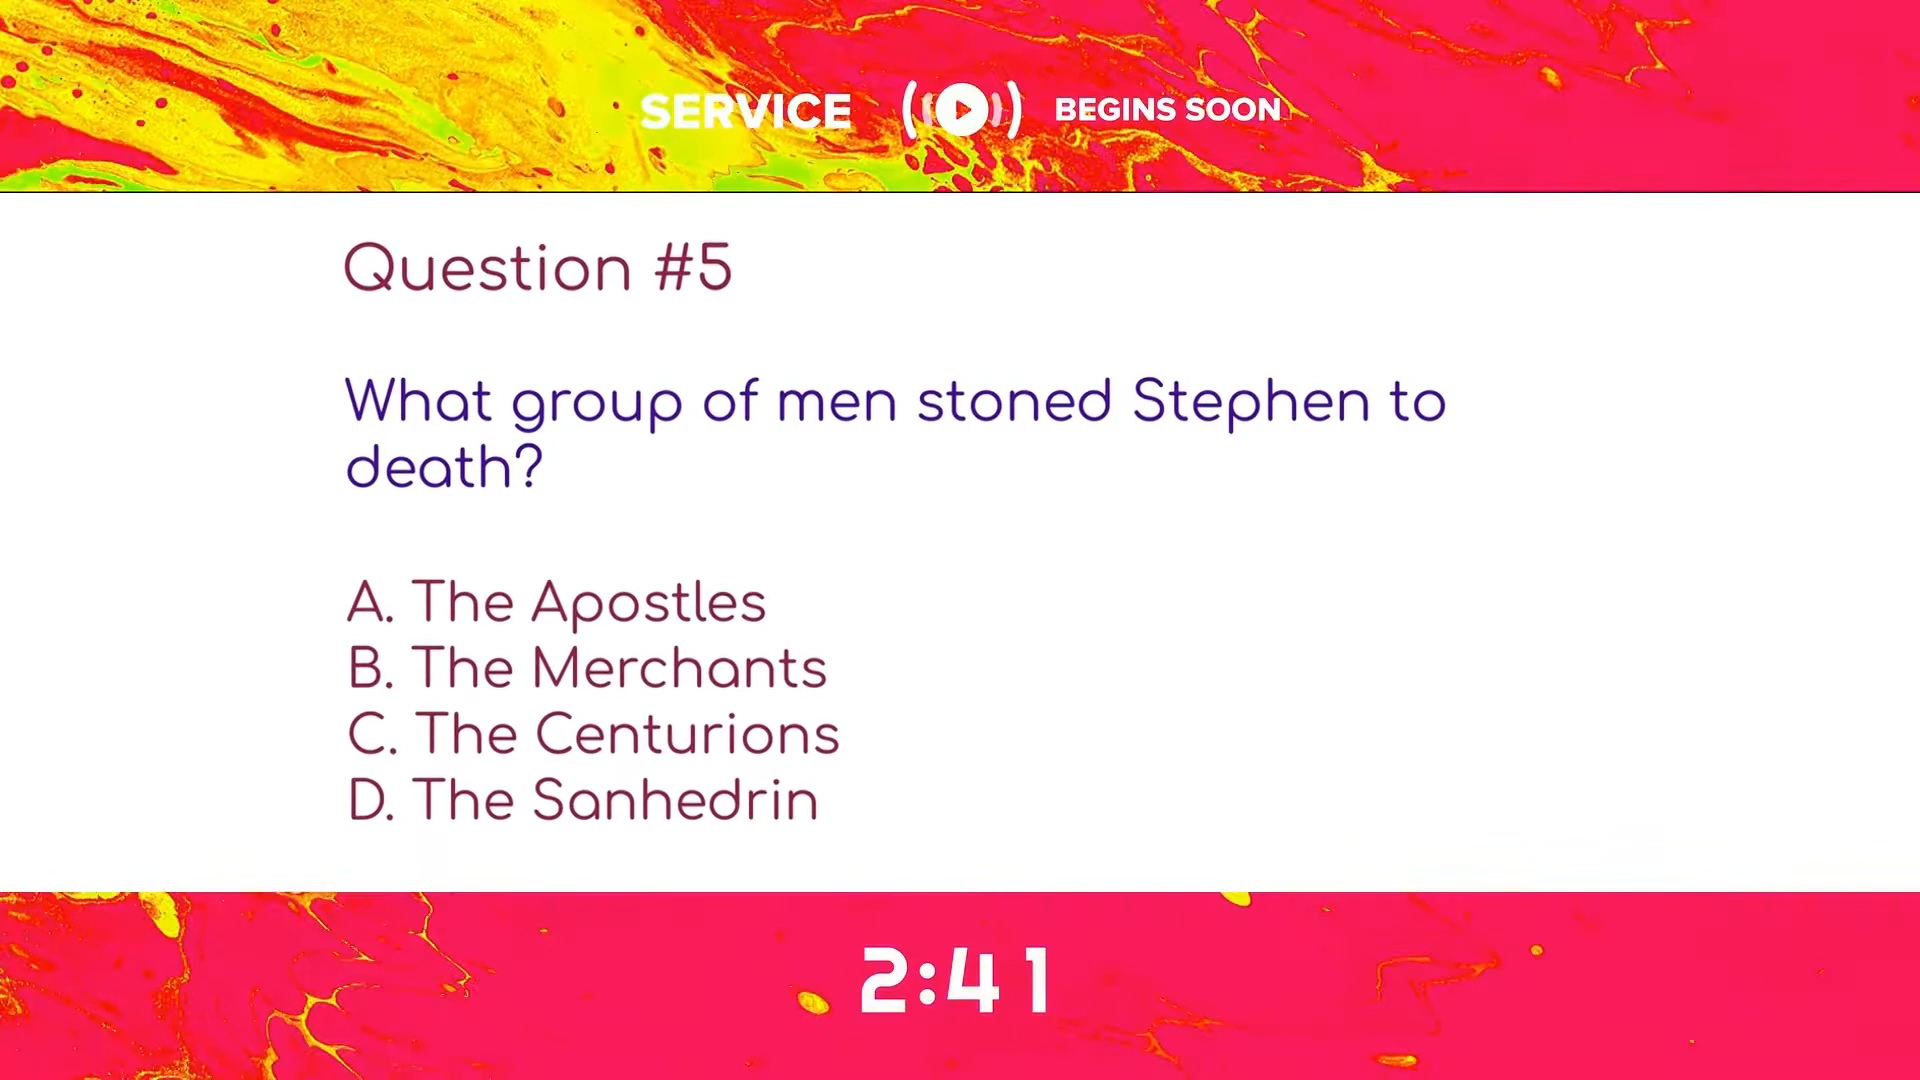 SERVICE BEGINS SOON
Question #5
What group of men stoned Stephen to
death?
A. The Apostles
B. The Merchants
C. The Centurions
D. The Sanhedrin
2:41